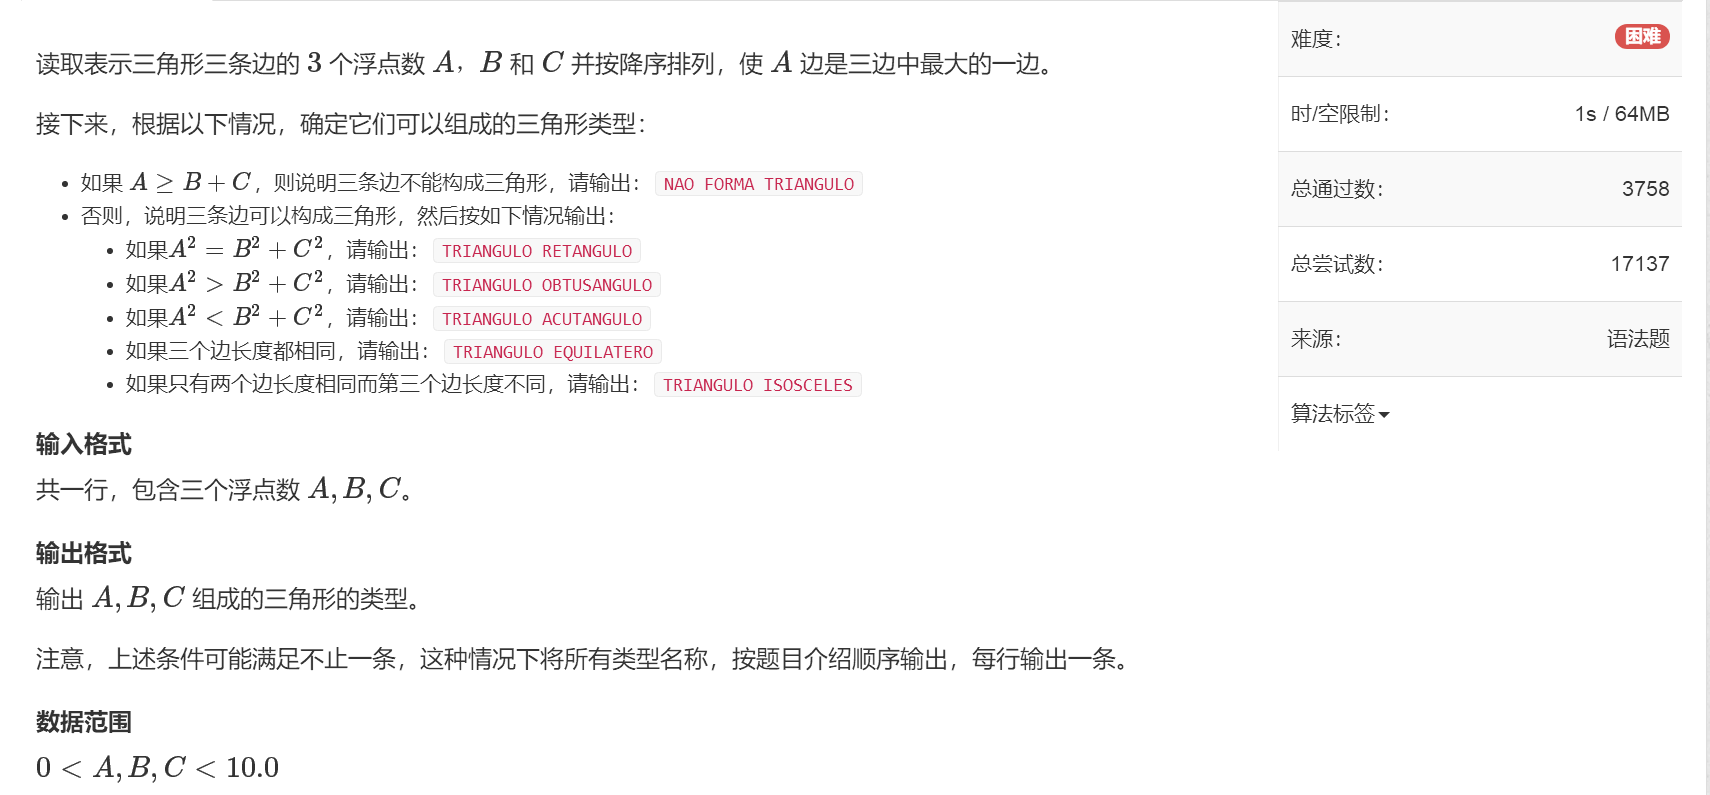 读取表示三角形三条边的 3 个浮点数 A，B 和 C 并按降序排列，使 A 边是三边中最大的一边。
接下来，根据以下情况，确定它们可以组成的三角形类型：
• 如果 A ≥ B + C，则说明三条边不能构成三角形，请输出： NAO FORMA TRIANGULO
• 否则，说明三条边可以构成三角形，然后按如下情况输出：
• 如果A² = B² + C²，请输出： TRIANGULO RETANGULO
• 如果A² > B² + C²，请输出： TRIANGULO OBTUSANGULO
• 如果A² < B² + C²，请输出： TRIANGULO ACUTANGULO
• 如果三个边长度都相同，请输出： TRIANGULO EQUILATERO
• 如果只有两个边长度相同而第三个边长度不同，请输出： TRIANGULO ISOSCELES
输入格式
共一行，包含三个浮点数 A, B, C。
输出格式
输出 A, B, C 组成的三角形的类型。
注意，上述条件可能满足不止一条，这种情况下将所有类型名称，按题目介绍顺序输出，每行输出一条。
数据范围
0 < A, B, C < 10.0
难度： 困难
时/空限制： 1s / 64MB
总通过数： 3758
总尝试数： 17137
来源： 语法题
算法标签